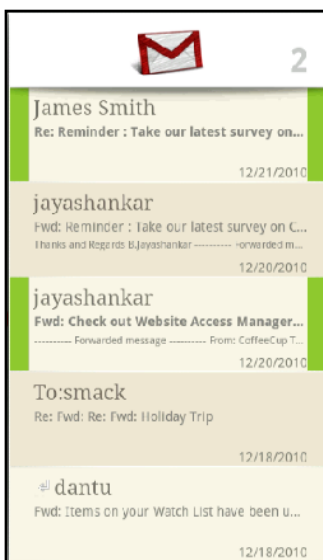 2
James Smith
Re: Reminder : Take our latest survey on...
12/21/2010
jayashankar
Fwd: Reminder : Take our latest survey on C...
Thanks and Regards B.Jayashankar ---------- Forwarded m...
12/20/2010
jayashankar
Fwd: Check out Website Access Manager...
---------- Forwarded message ---------- From: CoffeeCup T...
12/20/2010
To:smack
Re: Fwd: Re: Fwd: Holiday Trip
12/18/2010
dantu
Fwd: Items on your Watch List have been u...
12/18/2010